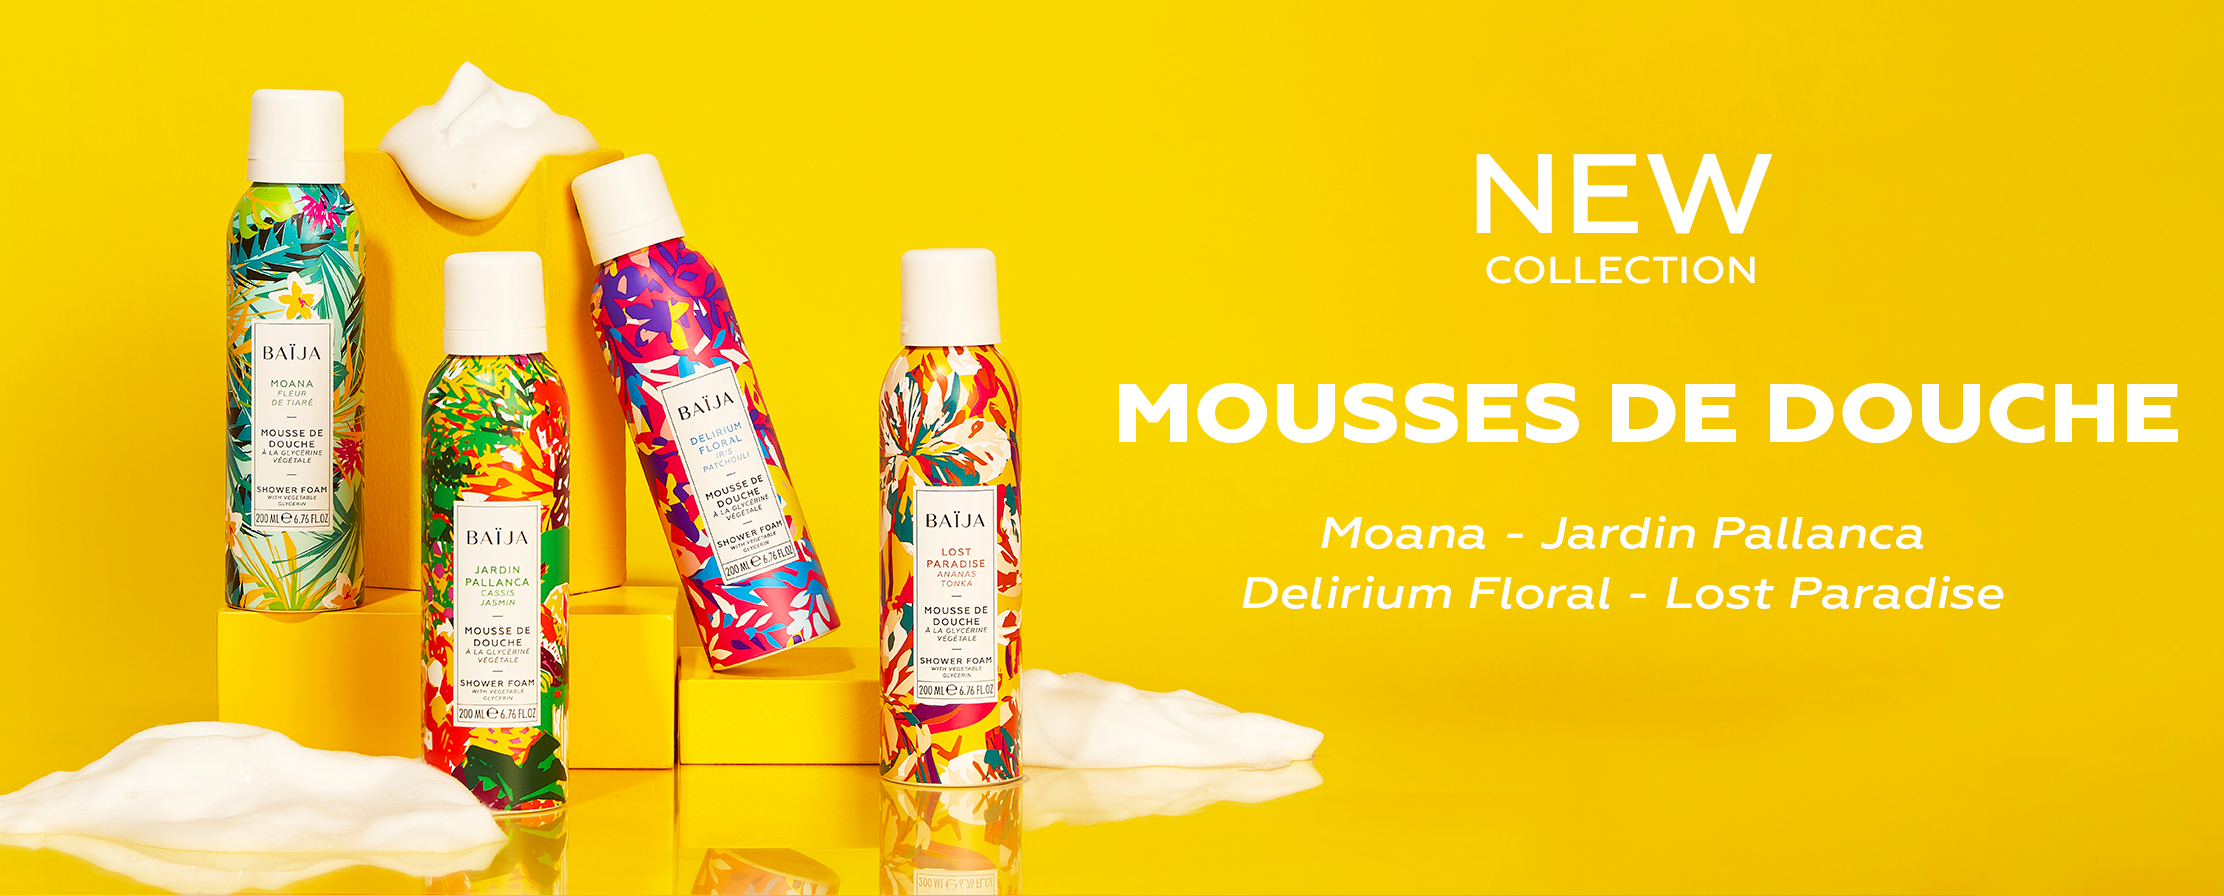 BAÏJA
MOANA
FLEUR
DE TIARÉ
MOUSSE DE
DOUCHE
À LA GLYCÉRINE
VÉGÉTALE
SHOWER FOAM
WITH VEGETABLE
GLYCERIN
200 ML e 6.76 FL.OZ
BAÏJA
JARDIN
PALLANCA
CASSIS
JASMIN
MOUSSE DE
DOUCHE
À LA GLYCÉRINE
VÉGÉTALE
SHOWER FOAM
WITH VEGETABLE
GLYCERIN
200 ML e 6.76 FL.OZ
BAÏJA
DELIRIUM
FLORAL
IRIS
PATCHOULI
MOUSSE DE
DOUCHE
À LA GLYCÉRINE
VÉGÉTALE
SHOWER FOAM
WITH VEGETABLE
GLYCERIN
200 ML e 6.76 FL.OZ
BAÏJA
LOST
PARADISE
ANANAS
TONKA
MOUSSE DE
DOUCHE
À LA GLYCÉRINE
VÉGÉTALE
SHOWER FOAM
WITH VEGETABLE
GLYCERIN
200 ML e 6.76 FL.OZ
NEW
COLLECTION
MOUSSES DE DOUCHE
Moana - Jardin Pallanca
Delirium Floral - Lost Paradise